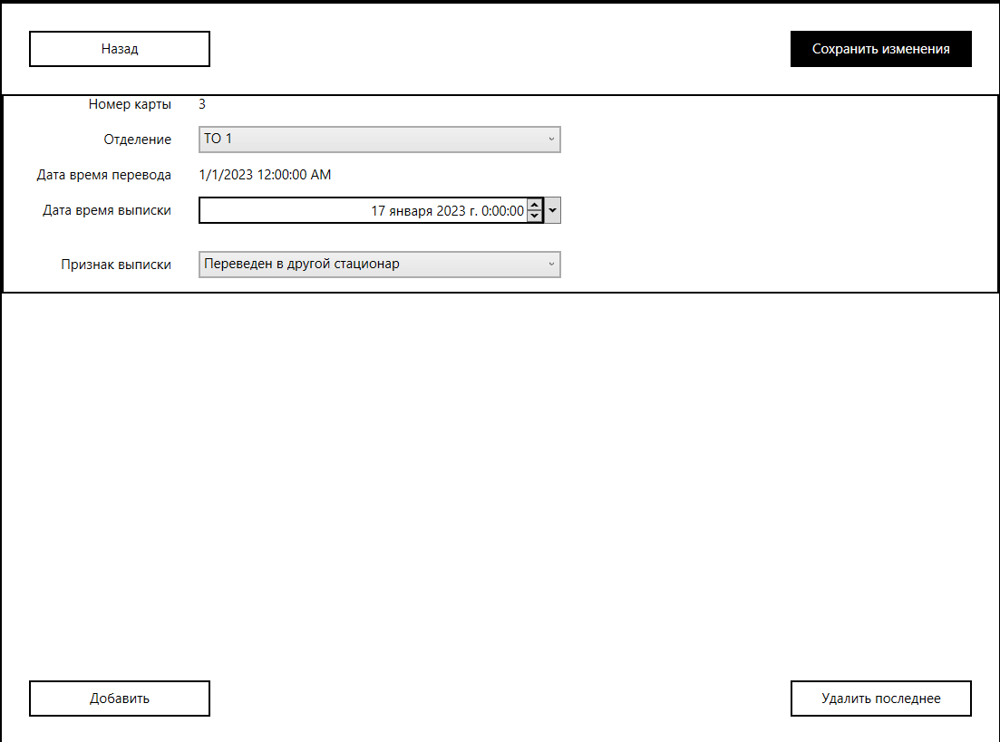 Назад
Сохранить изменения
Номер карты 3
Отделение ТО 1
Дата время перевода 1/1/2023 12:00:00 AM
Дата время выписки 17 января 2023 г. 0:00:00
Признак выписки Переведен в другой стационар
Добавить
Удалить последнее